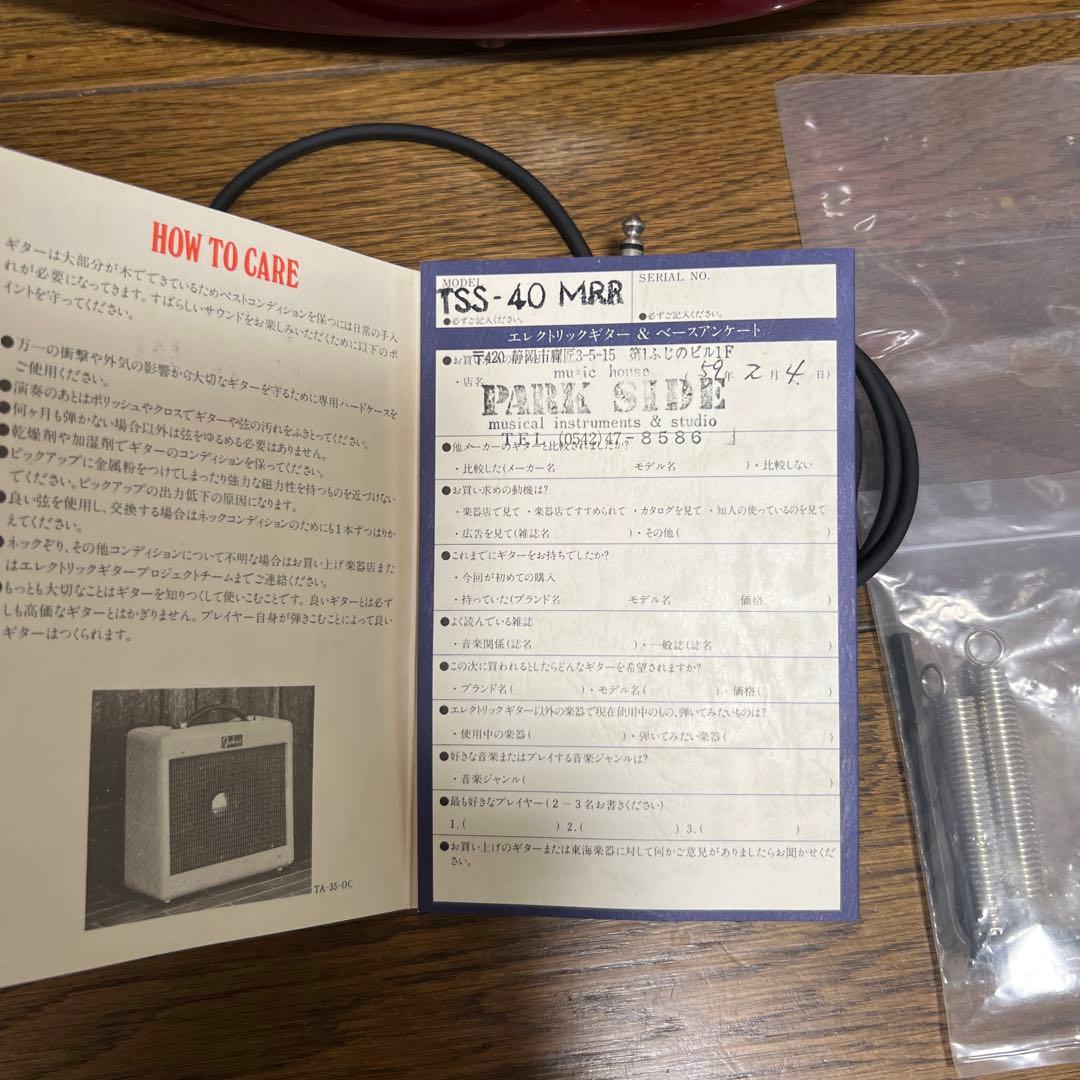 HOW TO CARE
ギターは大部分が木でできているためベストコンディションを保つには日常の手入
れが必要になってきます。すばらしいサウンドをお楽しみいただくために以下のポ
イントを守ってください。
●万一の衝撃や外気の影響から大切なギターを守るために専用ハードケースを
ご使用ください。
●演奏のあとはポリッシュやクロスでギターや弦の汚れをふきとってください。
●何ヶ月も弾かない場合以外は弦をゆるめる必要はありません。
●乾燥剤や加湿剤でギターのコンディションを保ってください。
●ピックアップに金属粉をつけてしまったり強力な磁力性を持つものを近づけない
でください。ピックアップの出力低下の原因になります。
●良い弦を使用し、交換する場合はネックコンディションのためにも1本ずつはりか
えてください。
●ネックぞり、その他コンディションについて不明な場合はお買い上げ楽器店また
はエレクトリックギタープロジェクトチームまでご連絡ください。
●もっとも大切なことはギターを知りつくして使いこむことです。良いギターとは必ず
しも高価なギターとはかぎりません。プレイヤー自身が弾きこむことによって良い
ギターはつくられます。
TA-35-OC
MODEL
TSS-40 MRR
●必ずご記入ください。
SERIAL NO.
●必ずご記入ください。
エレクトリックギター & ベースアンケート
〒420 静岡市鷹匠3-5-15 第1ふじのビル1F
●お買
・店名
music house
(59年2月4日)
PARK SIDE
musical instruments & studio
TEL (0542)47-8586
●他メーカーのギターと比較されましたか?
・比較した(メーカー名 モデル名 )・比較しない
●お買い求めの動機は?
・楽器店で見て ・楽器店ですすめられて ・カタログを見て ・知人の使っているのを見て
・広告を見て(雑誌名 )・その他( )
●これまでにギターをお持ちでしたか?
・今回が初めての購入
・持っていた(ブランド名 モデル名 価格 )
●よく読んでいる雑誌
・音楽関係(誌名 )・一般誌(誌名 )
●この次に買われるとしたらどんなギターを希望されますか?
・ブランド名( )・モデル名( )・価格( )
●エレクトリックギター以外の楽器で現在使用中のもの、弾いてみたいものは?
・使用中の楽器( )・弾いてみたい楽器( )
●好きな音楽またはプレイする音楽ジャンルは?
・音楽ジャンル( )
●最も好きなプレイヤー(2〜3名お書きください)
1.( ) 2.( ) 3.( )
●お買い上げのギターまたは東海楽器に対して何かご意見がありましたらお聞かせくだ
さい。